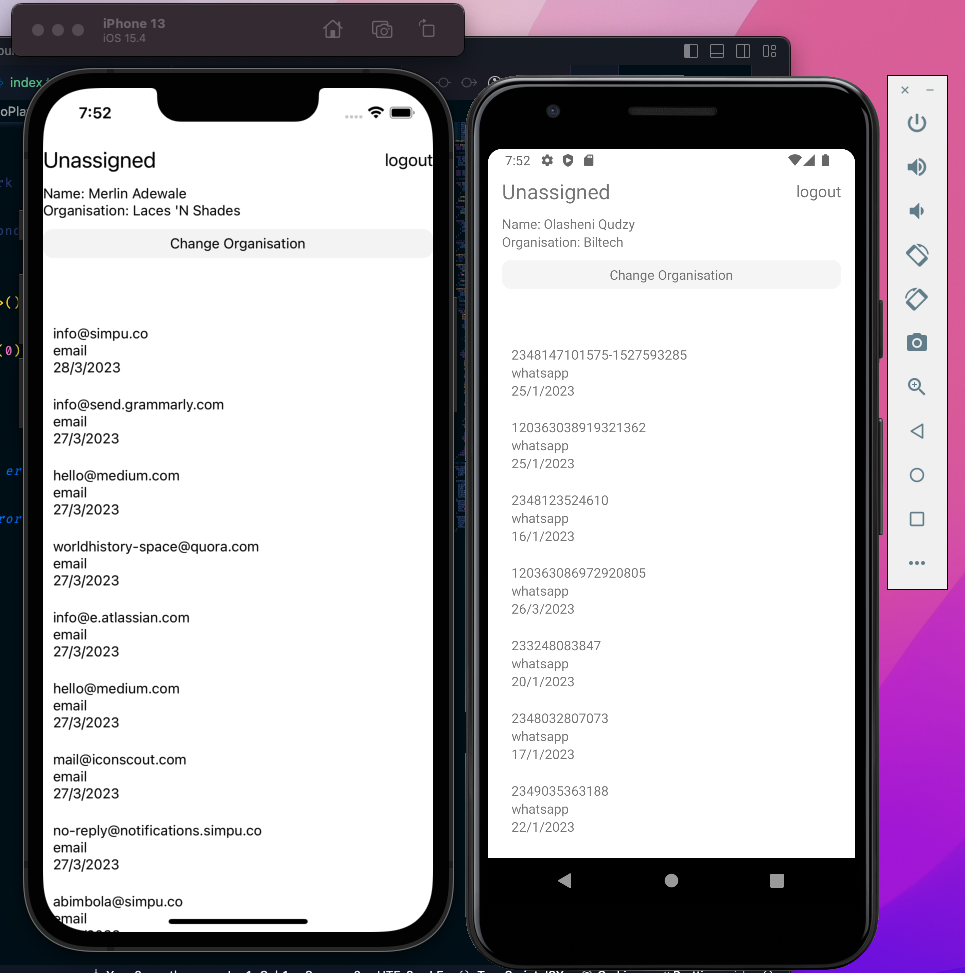 iPhone 13
iOS 15.4
index
7:52
Unassigned
logout
Name: Merlin Adewale
Organisation: Laces 'N Shades
Change Organisation
info@simpu.co
email
28/3/2023
info@send.grammarly.com
email
27/3/2023
hello@medium.com
email
27/3/2023
worldhistory-space@quora.com
email
27/3/2023
info@e.atlassian.com
email
27/3/2023
hello@medium.com
email
27/3/2023
mail@iconscout.com
email
27/3/2023
no-reply@notifications.simpu.co
email
27/3/2023
abimbola@simpu.co
email
7:52
Unassigned
logout
Name: Olasheni Qudzy
Organisation: Biltech
Change Organisation
2348147101575-1527593285
whatsapp
25/1/2023
120363038919321362
whatsapp
25/1/2023
2348123524610
whatsapp
16/1/2023
120363086972920805
whatsapp
26/3/2023
233248083847
whatsapp
20/1/2023
2348032807073
whatsapp
17/1/2023
2349035363188
whatsapp
22/1/2023